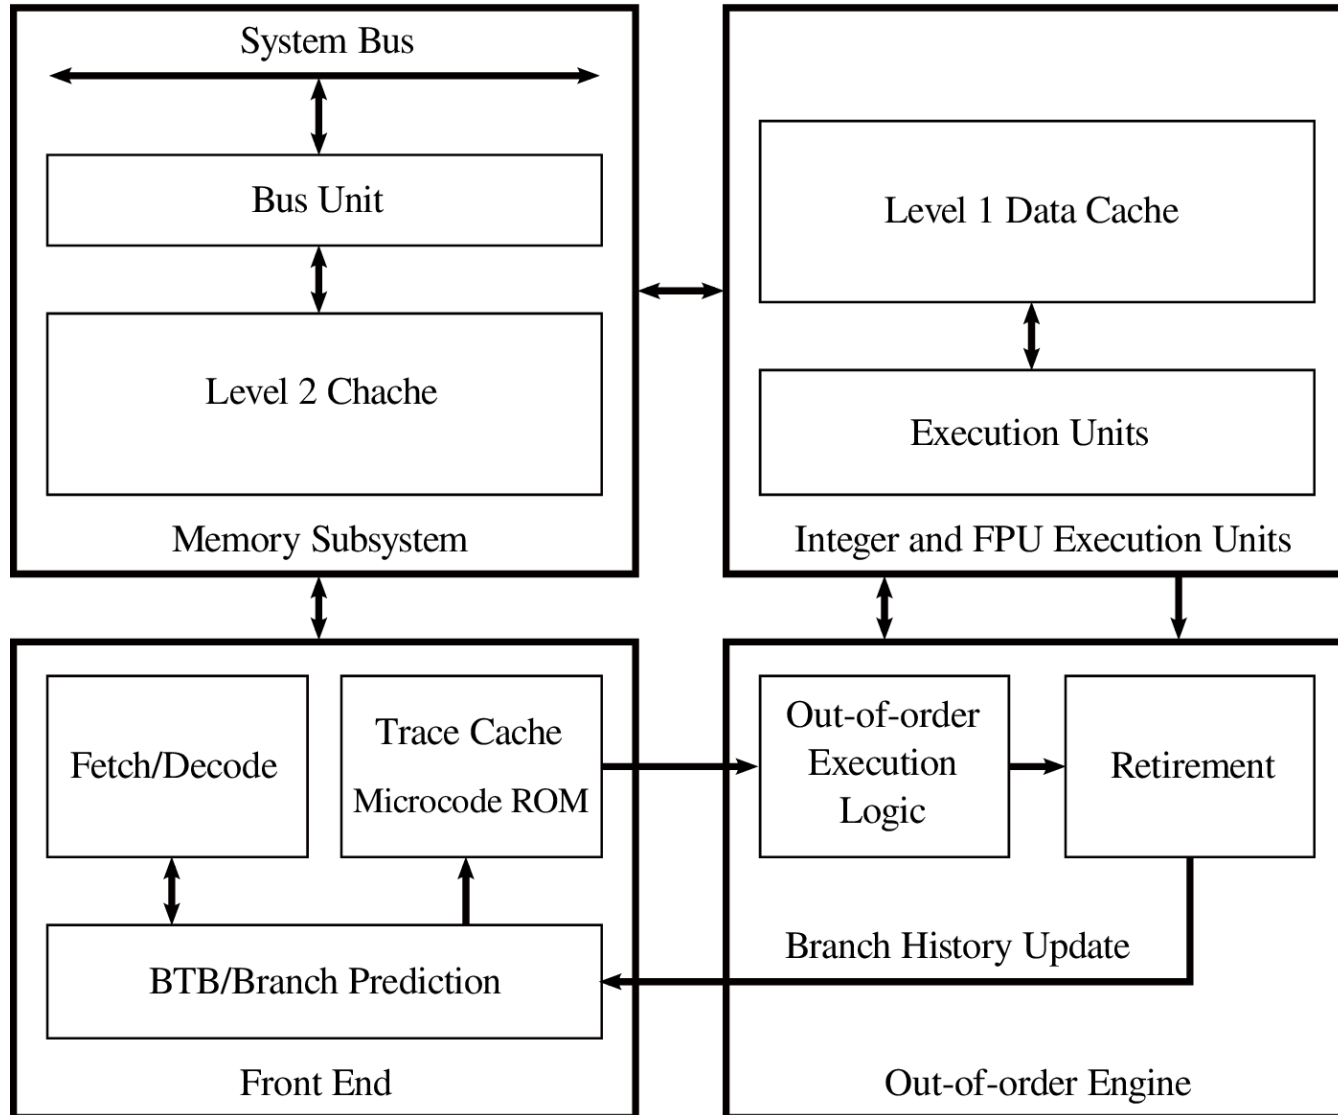 System Bus
Bus Unit
Level 2 Chache
Memory Subsystem
Level 1 Data Cache
Execution Units
Integer and FPU Execution Units
Fetch/Decode
Trace Cache
Microcode ROM
BTB/Branch Prediction
Front End
Out-of-order
Execution
Logic
Retirement
Branch History Update
Out-of-order Engine